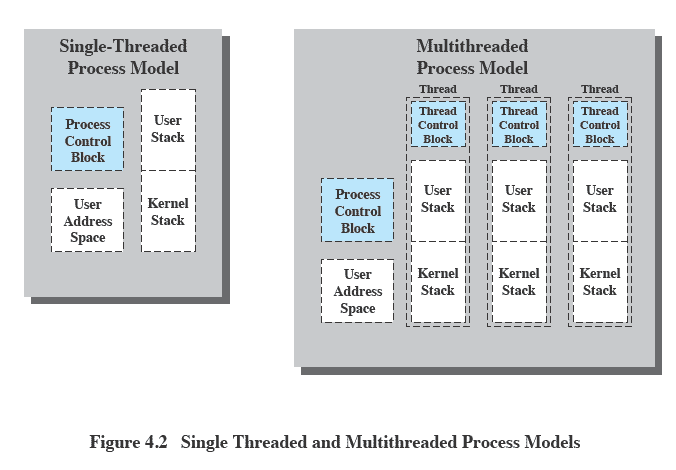 Single-Threaded
Process Model
Process
Control
Block
User
Stack
User
Address
Space
Kernel
Stack
Multithreaded
Process Model
Thread
Thread
Thread
Thread
Control
Block
Thread
Control
Block
Thread
Control
Block
Process
Control
Block
User
Stack
User
Stack
User
Stack
User
Address
Space
Kernel
Stack
Kernel
Stack
Kernel
Stack
Figure 4.2 Single Threaded and Multithreaded Process Models